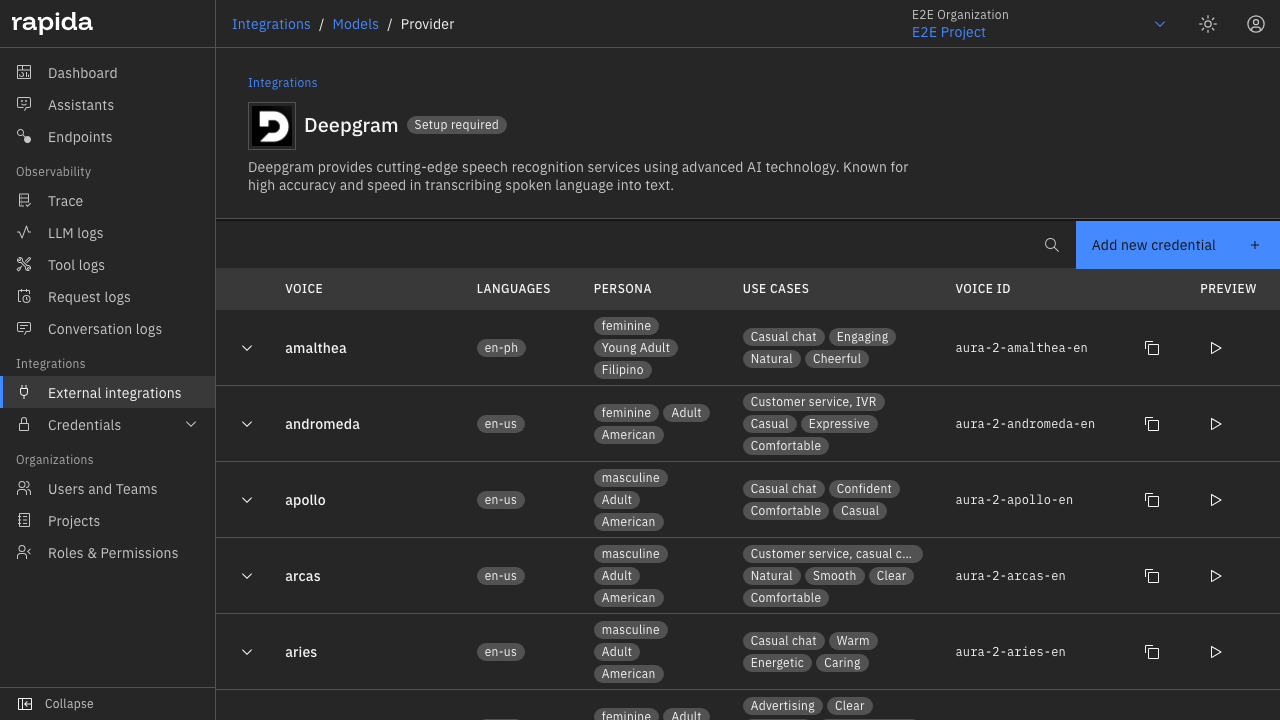 rapida
Integrations / Models / Provider
E2E Organization
E2E Project
Dashboard
Assistants
Endpoints
Observability
Trace
LLM logs
Tool logs
Request logs
Conversation logs
Integrations
External integrations
Credentials
Organizations
Users and Teams
Projects
Roles & Permissions
Collapse
Integrations
Deepgram Setup required
Deepgram provides cutting-edge speech recognition services using advanced AI technology. Known for
high accuracy and speed in transcribing spoken language into text.
Add new credential +
VOICE LANGUAGES PERSONA USE CASES VOICE ID PREVIEW
amalthea
en-ph
feminine
Young Adult
Filipino
Casual chat Engaging
Natural Cheerful
aura-2-amalthea-en
andromeda
en-us
feminine Adult
American
Customer service, IVR
Casual Expressive
Comfortable
aura-2-andromeda-en
apollo
en-us
masculine
Adult
American
Casual chat Confident
Comfortable Casual
aura-2-apollo-en
arcas
en-us
masculine
Adult
American
Customer service, casual c...
Natural Smooth Clear
Comfortable
aura-2-arcas-en
aries
en-us
masculine
Adult
American
Casual chat Warm
Energetic Caring
aura-2-aries-en
feminine Adult
Advertising Clear